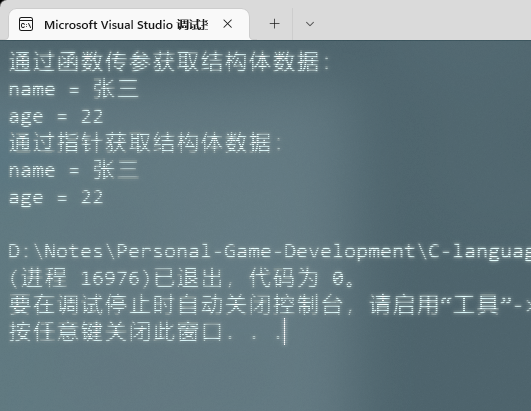 Microsoft Visual Studio 调试控
通过函数传参获取结构体数据：
name = 张三
age = 22
通过指针获取结构体数据：
name = 张三
age = 22
D:\Notes\Personal-Game-Development\C-languag
(进程 16976)已退出，代码为 0。
要在调试停止时自动关闭控制台，请启用“工具”->
按任意键关闭此窗口. . .